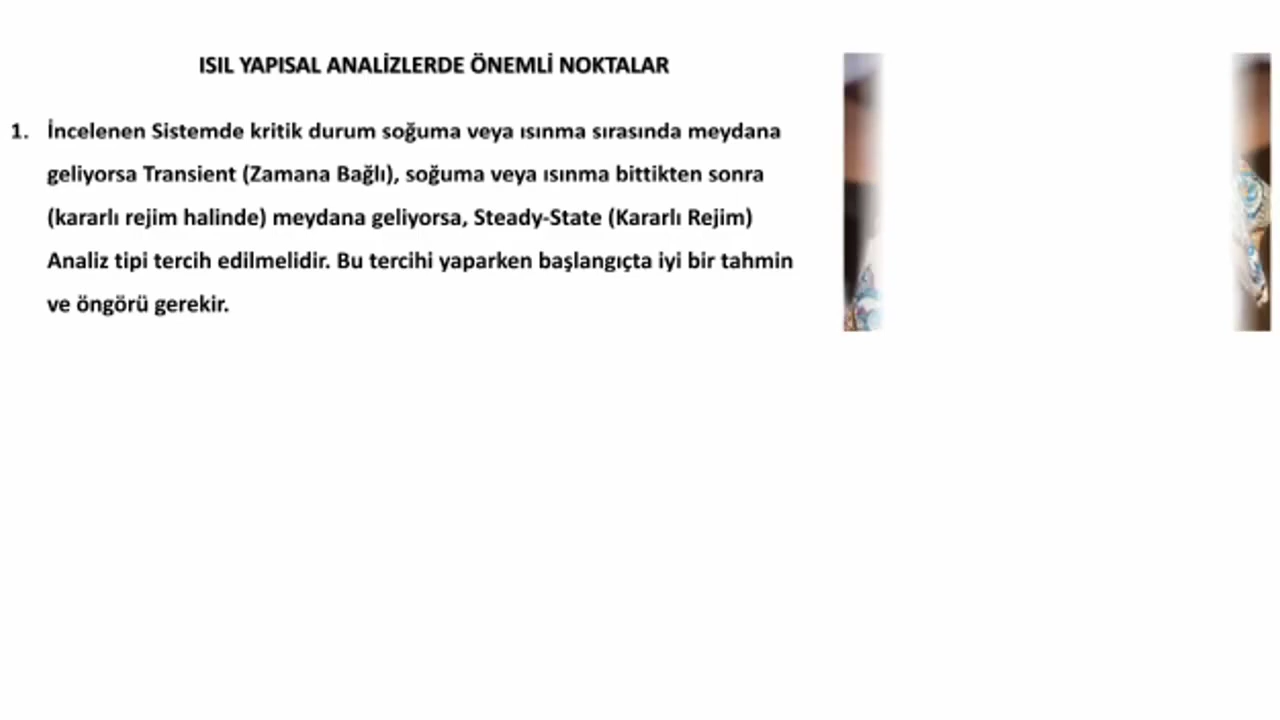 ISIL YAPISAL ANALİZLERDE ÖNEMLİ NOKTALAR
1. İncelenen Sistemde kritik durum soğuma veya ısınma sırasında meydana
geliyorsa Transient (Zamana Bağlı), soğuma veya ısınma bittikten sonra
(kararlı rejim halinde) meydana geliyorsa, Steady-State (Kararlı Rejim)
Analiz tipi tercih edilmelidir. Bu tercihi yaparken başlangıçta iyi bir tahmin
ve öngörü gerekir.